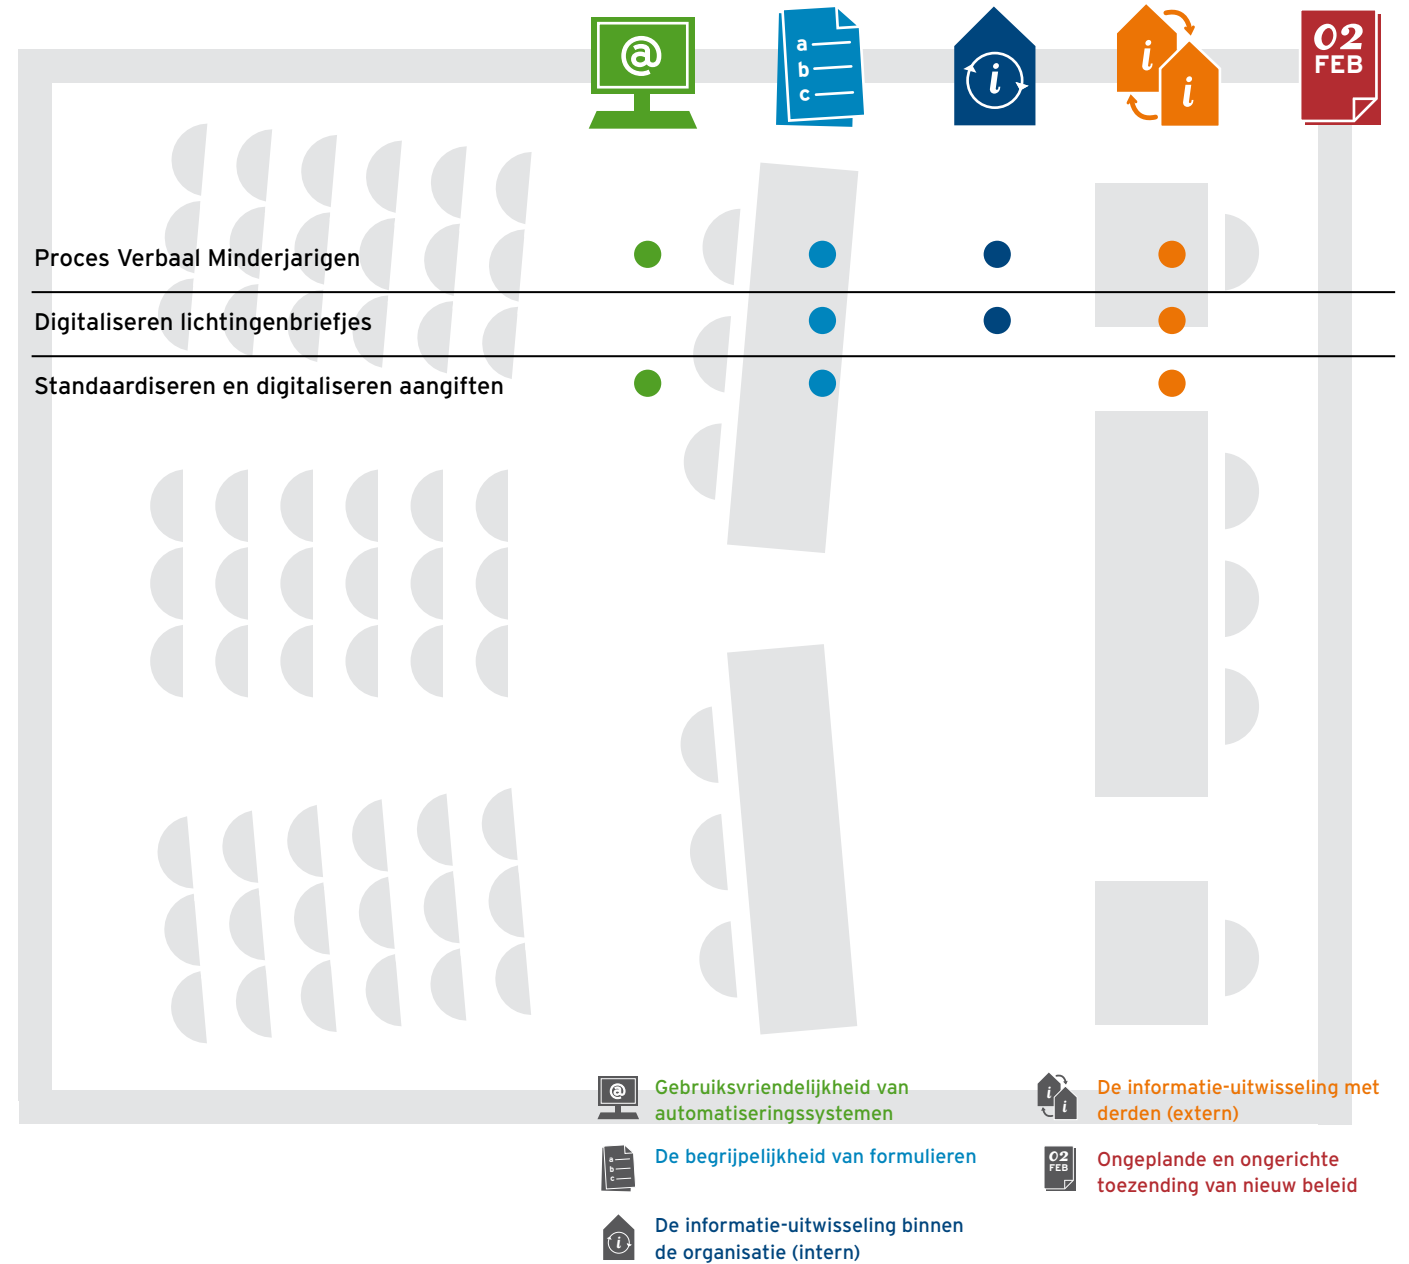 @
a
b
c
i
i
i
02
FEB
Proces Verbaal Minderjarigen
Digitaliseren lichtingenbriefjes
Standaardiseren en digitaliseren aangiften
@
Gebruiksvriendelijkheid van
automatiseringssystemen
a
b
c
De begrijpelijkheid van formulieren
i
De informatie-uitwisseling binnen
de organisatie (intern)
i
i
De informatie-uitwisseling met
derden (extern)
02
FEB
Ongeplande en ongerichte
toezending van nieuw beleid